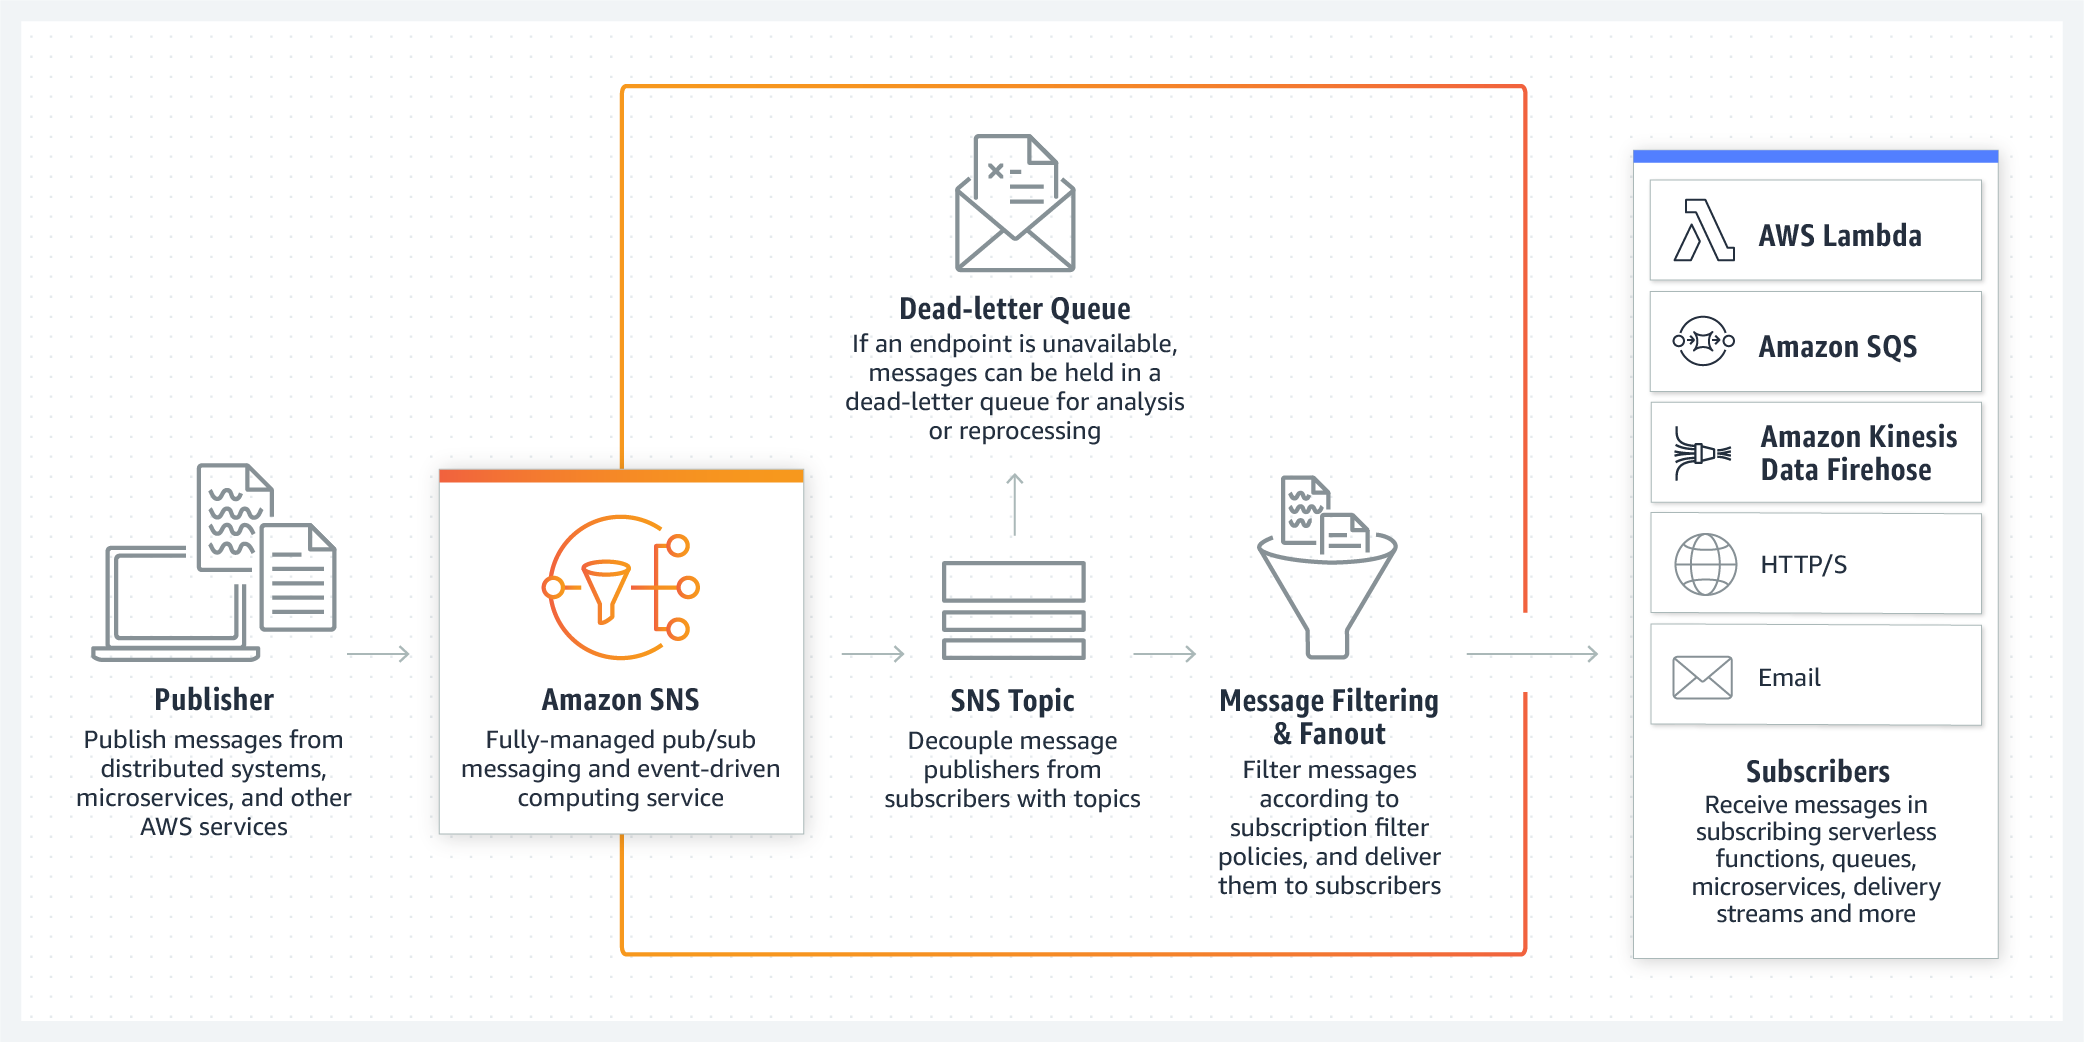 Publisher
Publish messages from
distributed systems,
microservices, and other
AWS services
Amazon SNS
Fully-managed pub/sub
messaging and event-driven
computing service
Dead-letter Queue
If an endpoint is unavailable,
messages can be held in a
dead-letter queue for analysis
or reprocessing
SNS Topic
Decouple message
publishers from
subscribers with topics
Message Filtering
& Fanout
Filter messages
according to
subscription filter
policies, and deliver
them to subscribers
AWS Lambda
Amazon SQS
Amazon Kinesis
Data Firehose
HTTP/S
Email
Subscribers
Receive messages in
subscribing serverless
functions, queues,
microservices, delivery
streams and more